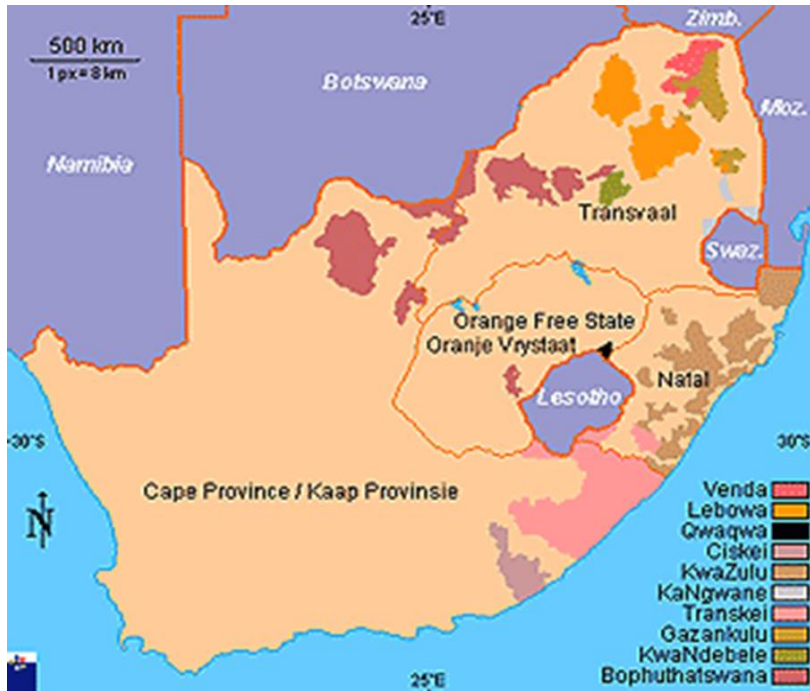 25°E
Zimb.
500 km
1 px = 8 km
Botswana
Moz.
Namibia
Transvaal
Swaz.
Orange Free State
Oranje Vrystaat
Natal
Lesotho
30°S
30°S
Cape Province / Kaap Provinsie
N
Venda
Lebowa
Qwaqwa
Ciskei
KwaZulu
KaNgwane
Transkei
Gazankulu
KwaNdebele
Bophuthatswana
25°E